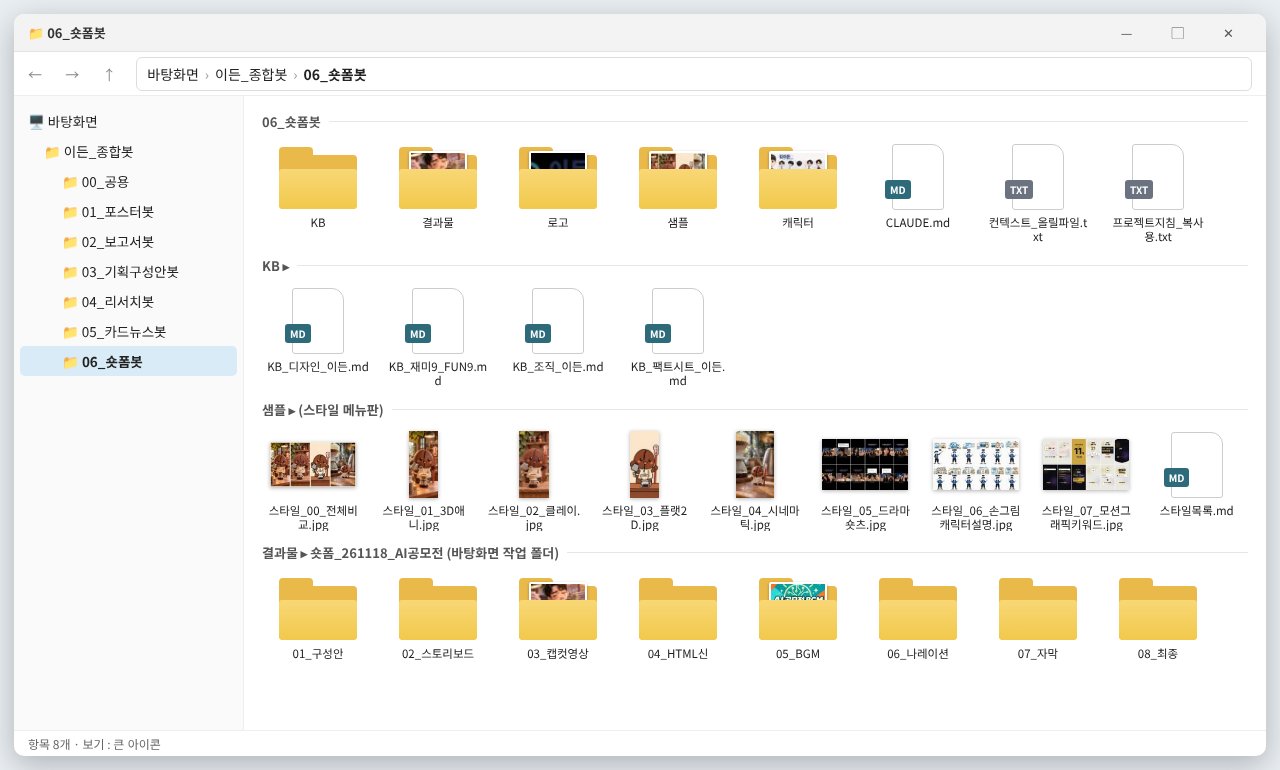 06_숏폼봇
바탕화면 › 이든_종합봇 › 06_숏폼봇
바탕화면
이든_종합봇
00_공용
01_포스터봇
02_보고서봇
03_기획구성안봇
04_리서치봇
05_카드뉴스봇
06_숏폼봇
06_숏폼봇
KB
결과물
로고
샘플
캐릭터
MD
CLAUDE.md
TXT
컨텍스트_올릴파일.t
xt
TXT
프로젝트지침_복사
용.txt
KB ▸
MD
KB_디자인_이든.md
MD
KB_재미9_FUN9.m
d
MD
KB_조직_이든.md
MD
KB_팩트시트_이든.
md
샘플 ▸ (스타일 메뉴판)
스타일_00_전체비
교.jpg
스타일_01_3D애
니.jpg
스타일_02_클레이.
jpg
스타일_03_플랫2
D.jpg
스타일_04_시네마
틱.jpg
스타일_05_드라마
숏츠.jpg
스타일_06_손그림
캐릭터설명.jpg
스타일_07_모션그
래픽키워드.jpg
MD
스타일목록.md
결과물 ▸ 숏폼_261118_AI공모전 (바탕화면 작업 폴더)
01_구성안
02_스토리보드
03_캡컷영상
04_HTML신
05_BGM
06_나레이션
07_자막
08_최종
항목 8개 · 보기 : 큰 아이콘